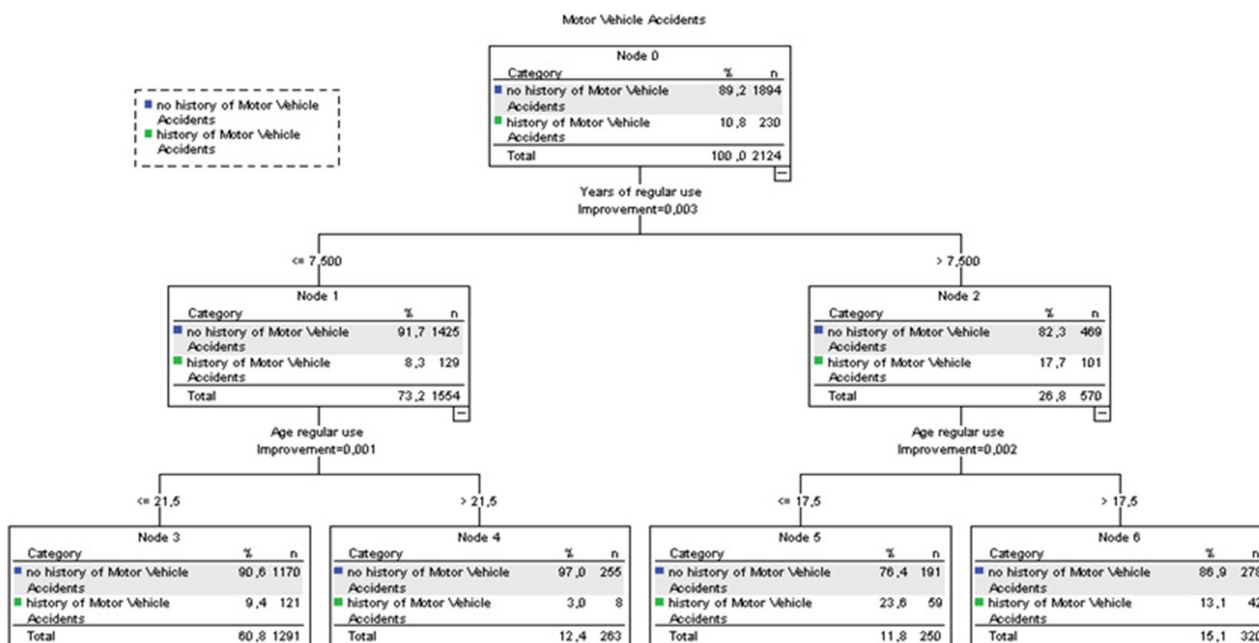 Motor Vehicle Accidents
no history of Motor Vehicle
Accidents
history of Motor Vehicle
Accidents
Node 0
Category % n
no history of Motor Vehicle 89,2 1894
Accidents
history of Motor Vehicle 10,8 230
Accidents
Total 100,0 2124
Years of regular use
Improvement=0,003
<= 7,500
> 7,500
Node 1
Category % n
no history of Motor Vehicle 91,7 1425
Accidents
history of Motor Vehicle 8,3 129
Accidents
Total 73,2 1554
Node 2
Category % n
no history of Motor Vehicle 82,3 469
Accidents
history of Motor Vehicle 17,7 101
Accidents
Total 26,8 570
Age regular use
Improvement=0,001
Age regular use
Improvement=0,002
<= 21,5
> 21,5
<= 17,5
> 17,5
Node 3
Category % n
no history of Motor Vehicle 90,6 1170
Accidents
history of Motor Vehicle 9,4 121
Accidents
Total 60,8 1291
Node 4
Category % n
no history of Motor Vehicle 97,0 255
Accidents
history of Motor Vehicle 3,0 8
Accidents
Total 12,4 263
Node 5
Category % n
no history of Motor Vehicle 76,4 191
Accidents
history of Motor Vehicle 23,6 59
Accidents
Total 11,8 250
Node 6
Category % n
no history of Motor Vehicle 86,9 278
Accidents
history of Motor Vehicle 13,1 42
Accidents
Total 15,1